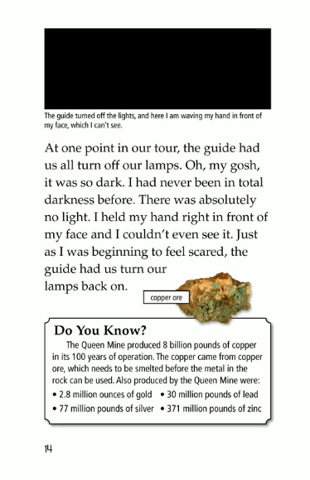 The guide turned off the lights, and here I am waving my hand in front of
my face, which I can't see.
At one point in our tour, the guide had
us all turn off our lamps. Oh, my gosh,
it was so dark. I had never been in total
darkness before. There was absolutely
no light. I held my hand right in front of
my face and I couldn't even see it. Just
as I was beginning to feel scared, the
guide had us turn our
lamps back on.
copper ore
Do You Know?
The Queen Mine produced 8 billion pounds of copper
in its 100 years of operation. The copper came from copper
ore, which needs to be smelted before the metal in the
rock can be used. Also produced by the Queen Mine were:
• 2.8 million ounces of gold • 30 million pounds of lead
• 77 million pounds of silver • 371 million pounds of zinc
14